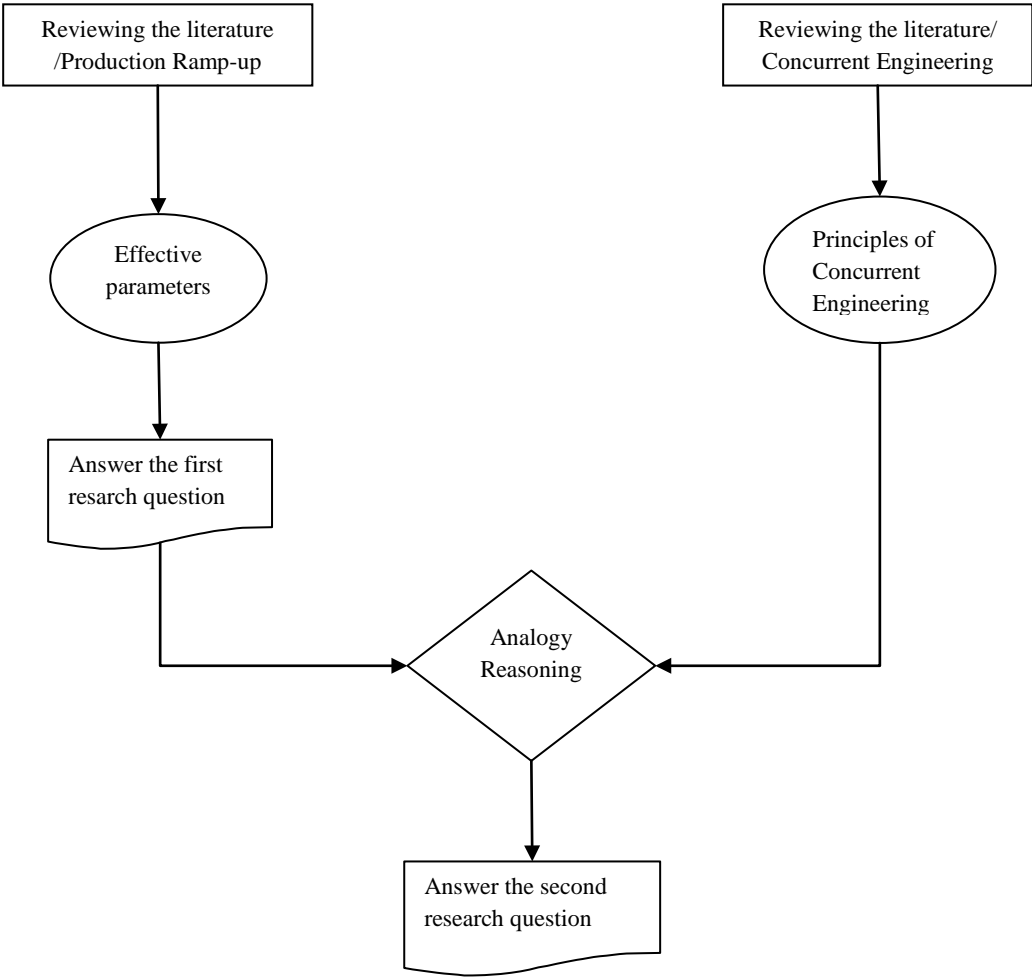 Reviewing the literature
/Production Ramp-up
Reviewing the literature/
Concurrent Engineering
Effective
parameters
Principles of
Concurrent
Engineering
Answer the first
resarch question
Analogy
Reasoning
Answer the second
research question